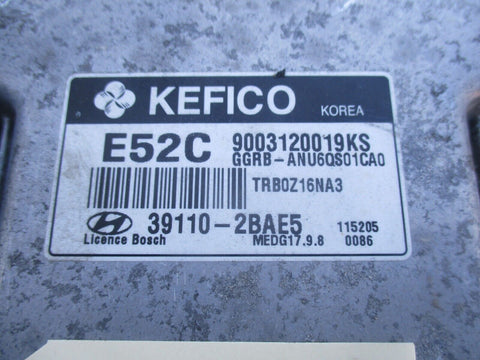 KEFICO KOREA
E52C 9003120019KS
GGRB-ANU6QS01CA0
TRB0Z16NA3
39110-2BAE5 115205
Licence Bosch MEDG17.9.8 0086